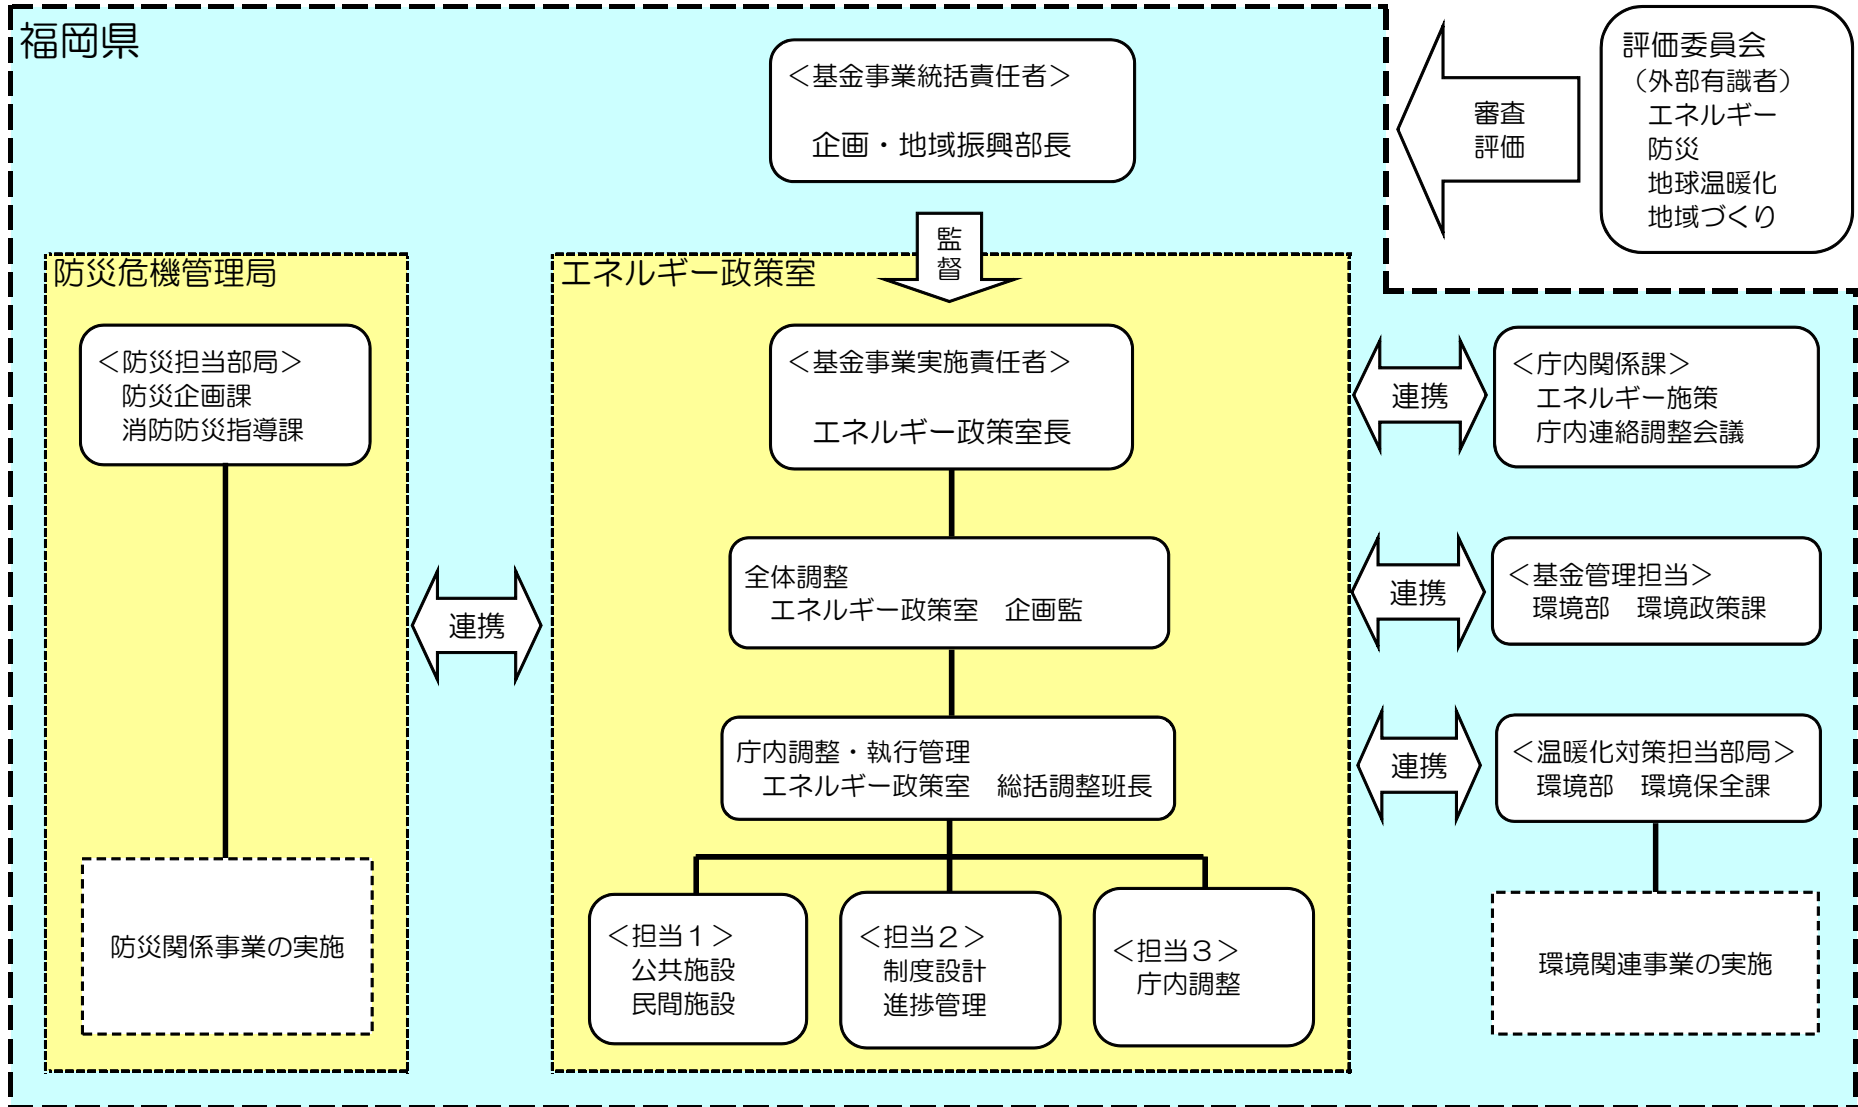 福岡県
＜基金事業統括責任者＞
企画・地域振興部長
審査
評価
評価委員会
（外部有識者）
エネルギー
防災
地球温暖化
地域づくり
監
督
防災危機管理局
＜防災担当部局＞
防災企画課
消防防災指導課
防災関係事業の実施
連携
エネルギー政策室
＜基金事業実施責任者＞
エネルギー政策室長
全体調整
エネルギー政策室　企画監
庁内調整・執行管理
エネルギー政策室　総括調整班長
＜担当１＞
公共施設
民間施設
＜担当２＞
制度設計
進捗管理
＜担当３＞
庁内調整
連携
＜庁内関係課＞
エネルギー施策
庁内連絡調整会議
連携
＜基金管理担当＞
環境部　環境政策課
連携
＜温暖化対策担当部局＞
環境部　環境保全課
環境関連事業の実施